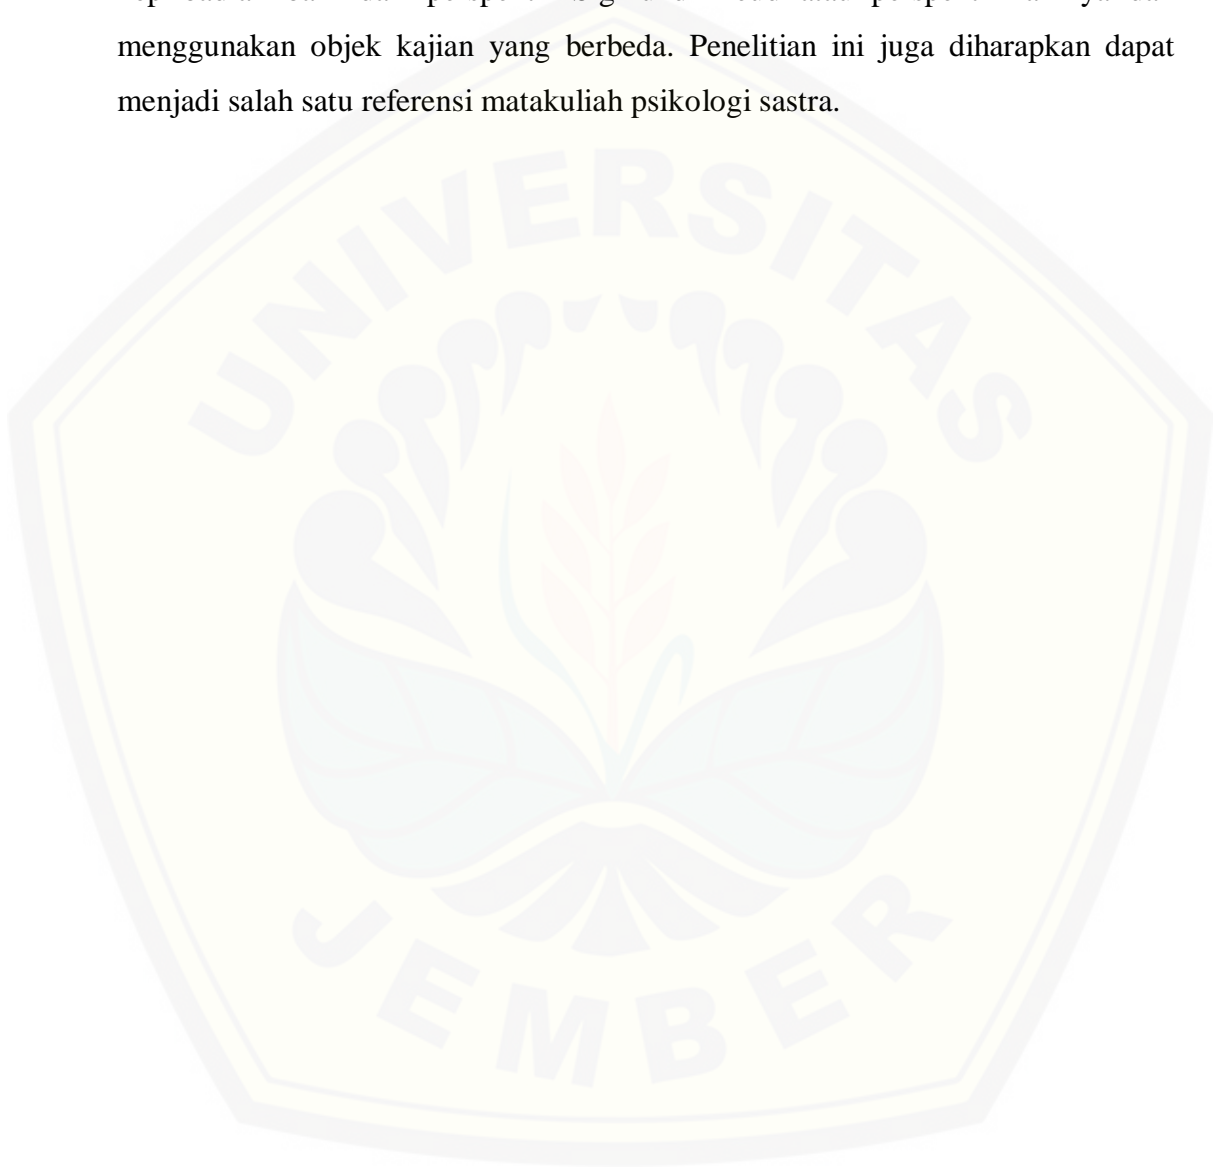 menggunakan objek kajian yang berbeda. Penelitian ini juga diharapkan dapat
menjadi salah satu referensi matakuliah psikologi sastra.
UNIVERSITAS
JEMBER